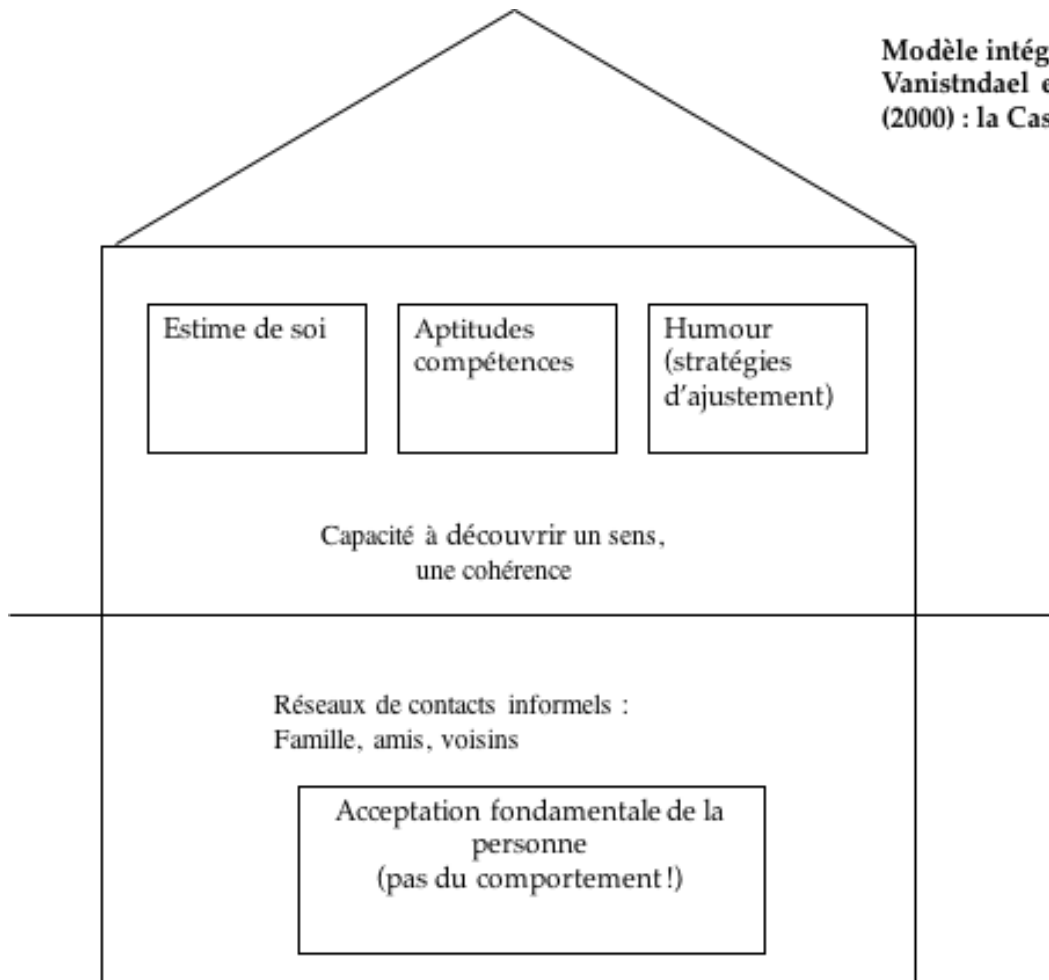 Modèle intég
Vanistndael e
(2000) : la Cas
Estime de soi
Aptitudes
compétences
Humour
(stratégies
d'ajustement)
Capacité à découvrir un sens,
une cohérence
Réseaux de contacts informels :
Famille, amis, voisins
Acceptation fondamentale de la
personne
(pas du comportement !)